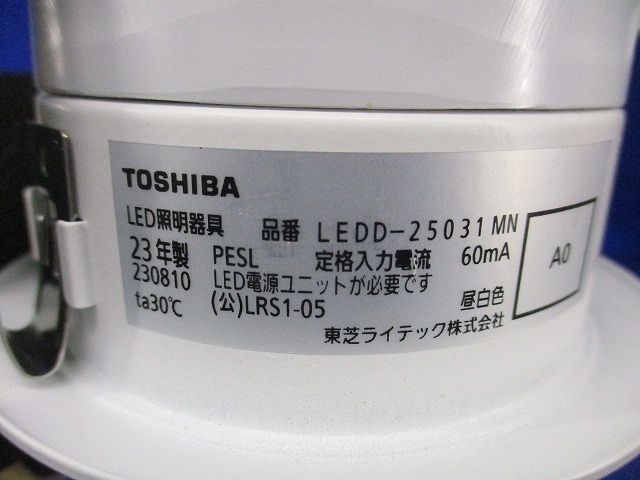 TOSHIBA
LED照明器具 品番 LEDD-25031MN
23年製 PESL 定格入力電流 60mA
230810 LED電源ユニットが必要です
ta30℃ (公)LRS1-05 昼白色
東芝ライテック株式会社
A0